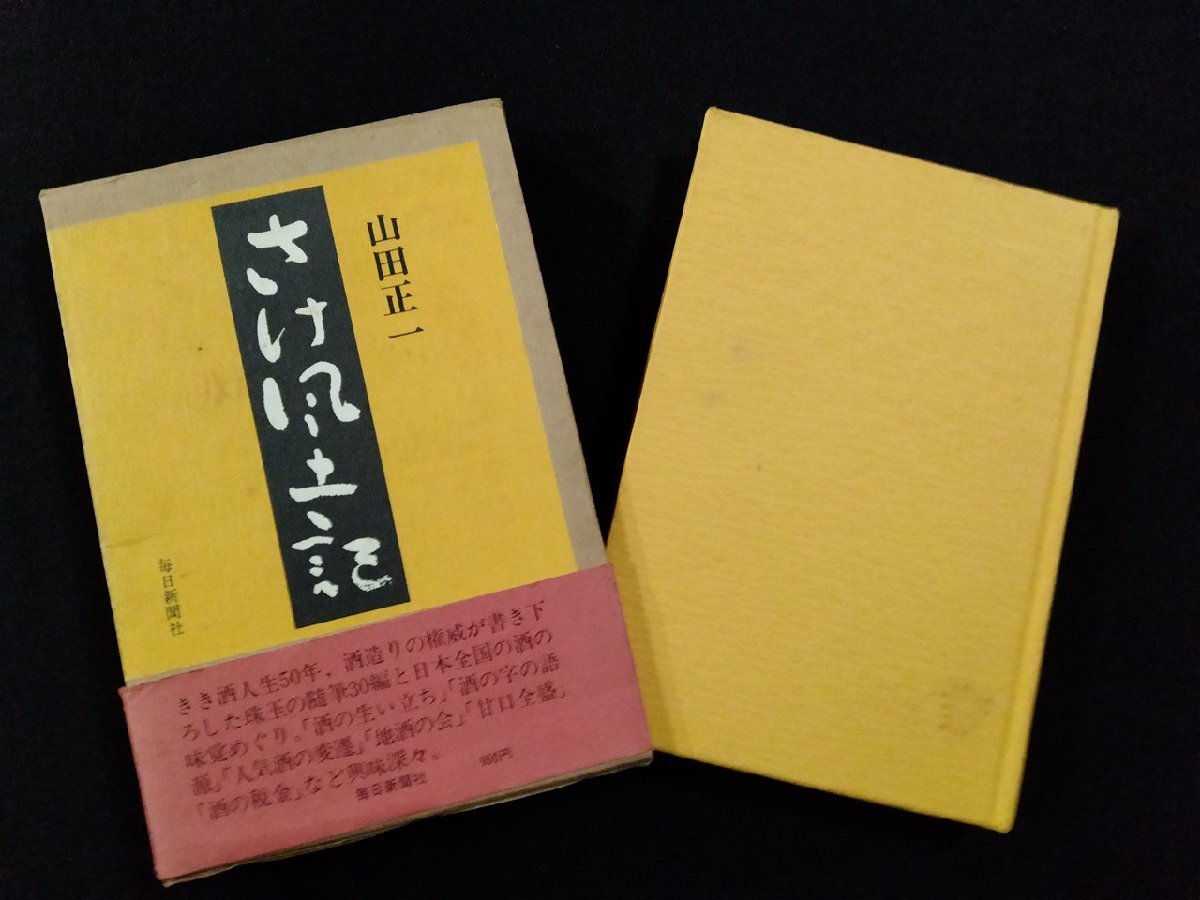 山田正一
さけ風土記
毎日新聞社
きき酒人生50年，酒造りの権威が書き下
ろした珠玉の随筆30編と日本全国の酒の
味覚めぐり。「酒の生い立ち」「酒の字の語
源」「人気酒の変遷」「地酒の会」「甘口全盛」
「酒の税金」など興味深々。
毎日新聞社